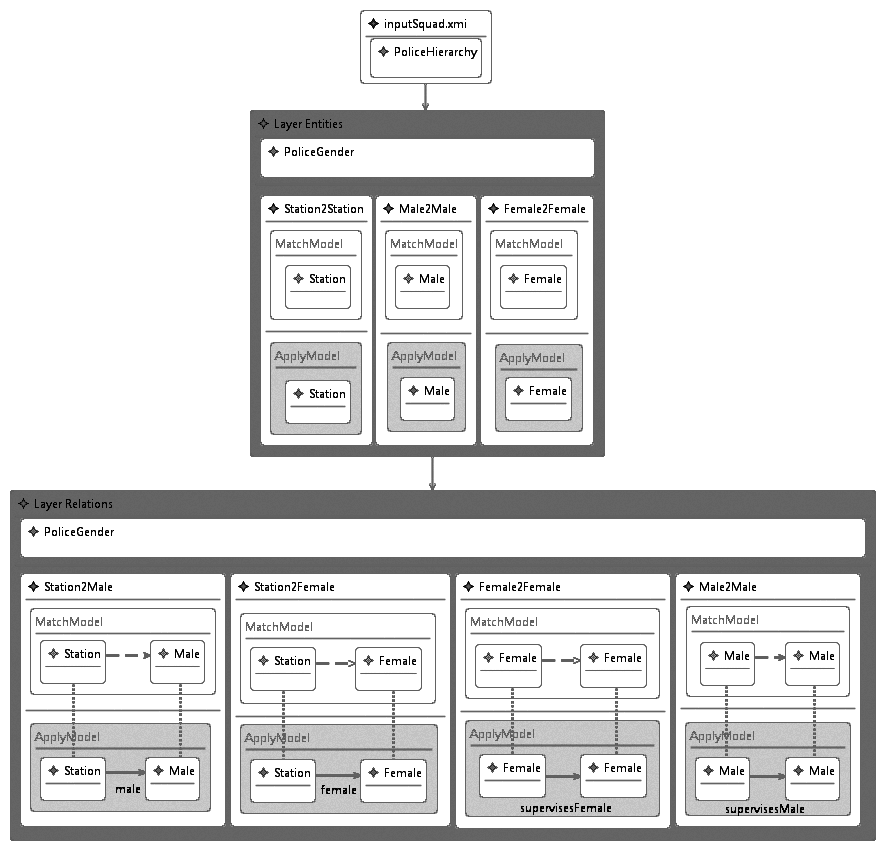 inputSquad.xmi
PoliceHierarchy
Layer Entities
PoliceGender
Station2Station
MatchModel
Station
ApplyModel
Station
Male2Male
MatchModel
Male
ApplyModel
Male
Female2Female
MatchModel
Female
ApplyModel
Female
Layer Relations
PoliceGender
Station2Male
MatchModel
Station Male
ApplyModel
Station Male
male
Station2Female
MatchModel
Station Female
ApplyModel
Station Female
female
Female2Female
MatchModel
Female Female
ApplyModel
Female Female
supervisesFemale
Male2Male
MatchModel
Male Male
ApplyModel
Male Male
supervisesMale